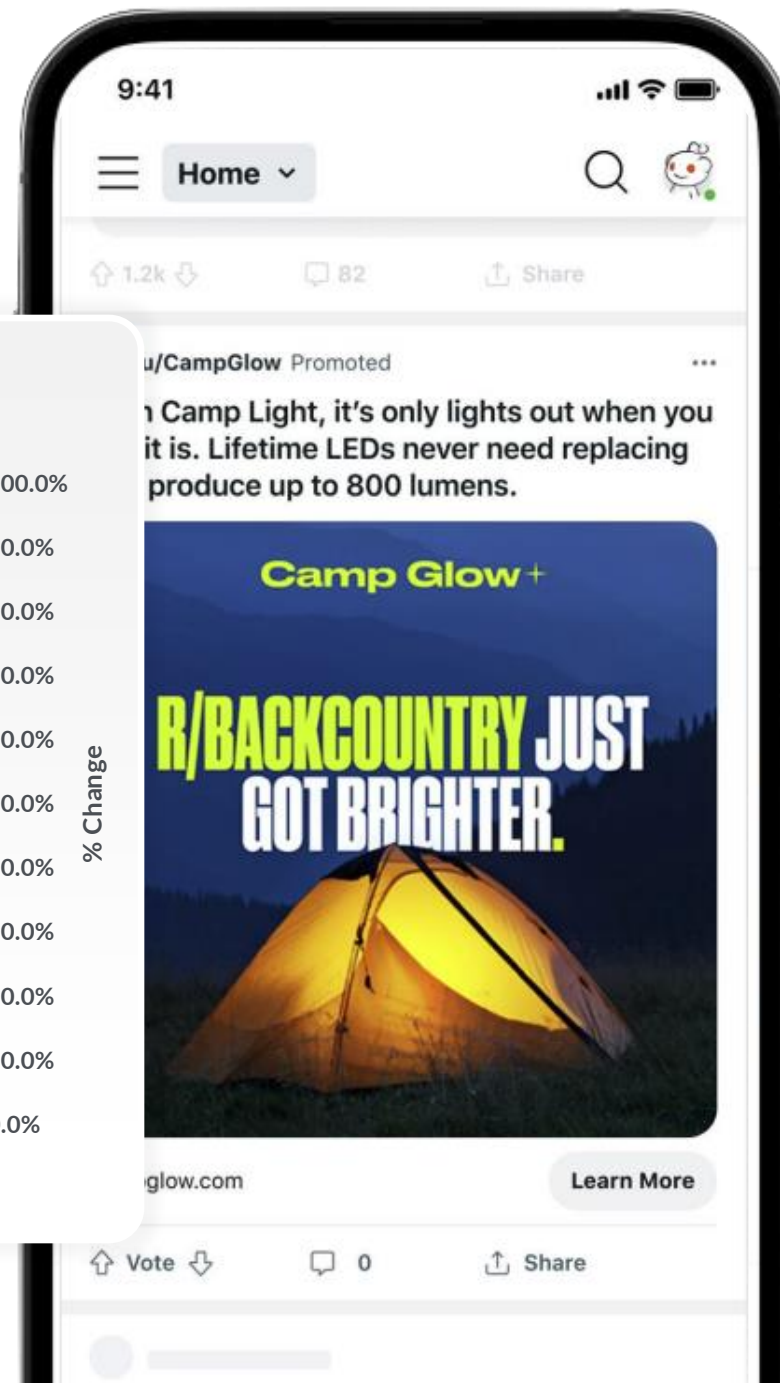 9:41
Home
1.2k
82
Share
u/CampGlow Promoted
Camp Light, it’s only lights out when you
it is. Lifetime LEDs never need replacing
produce up to 800 lumens.
00.0%
0.0%
0.0%
0.0%
0.0%
0.0%
0.0%
0.0%
0.0%
0.0%
.0%
% Change
Camp Glow+
R/BACKCOUNTRY JUST
GOT BRIGHTER.
glow.com
Learn More
Vote
0
Share